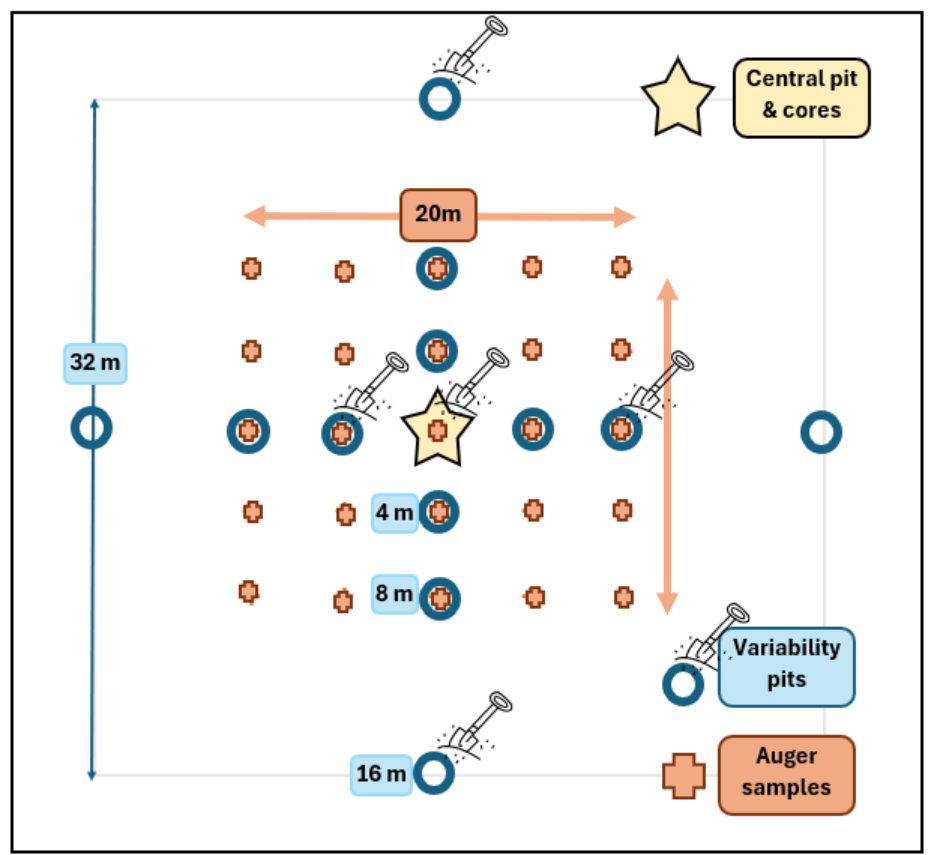 Central pit
& cores
20m
32 m
4 m
8 m
Variability
pits
16 m
Auger
samples